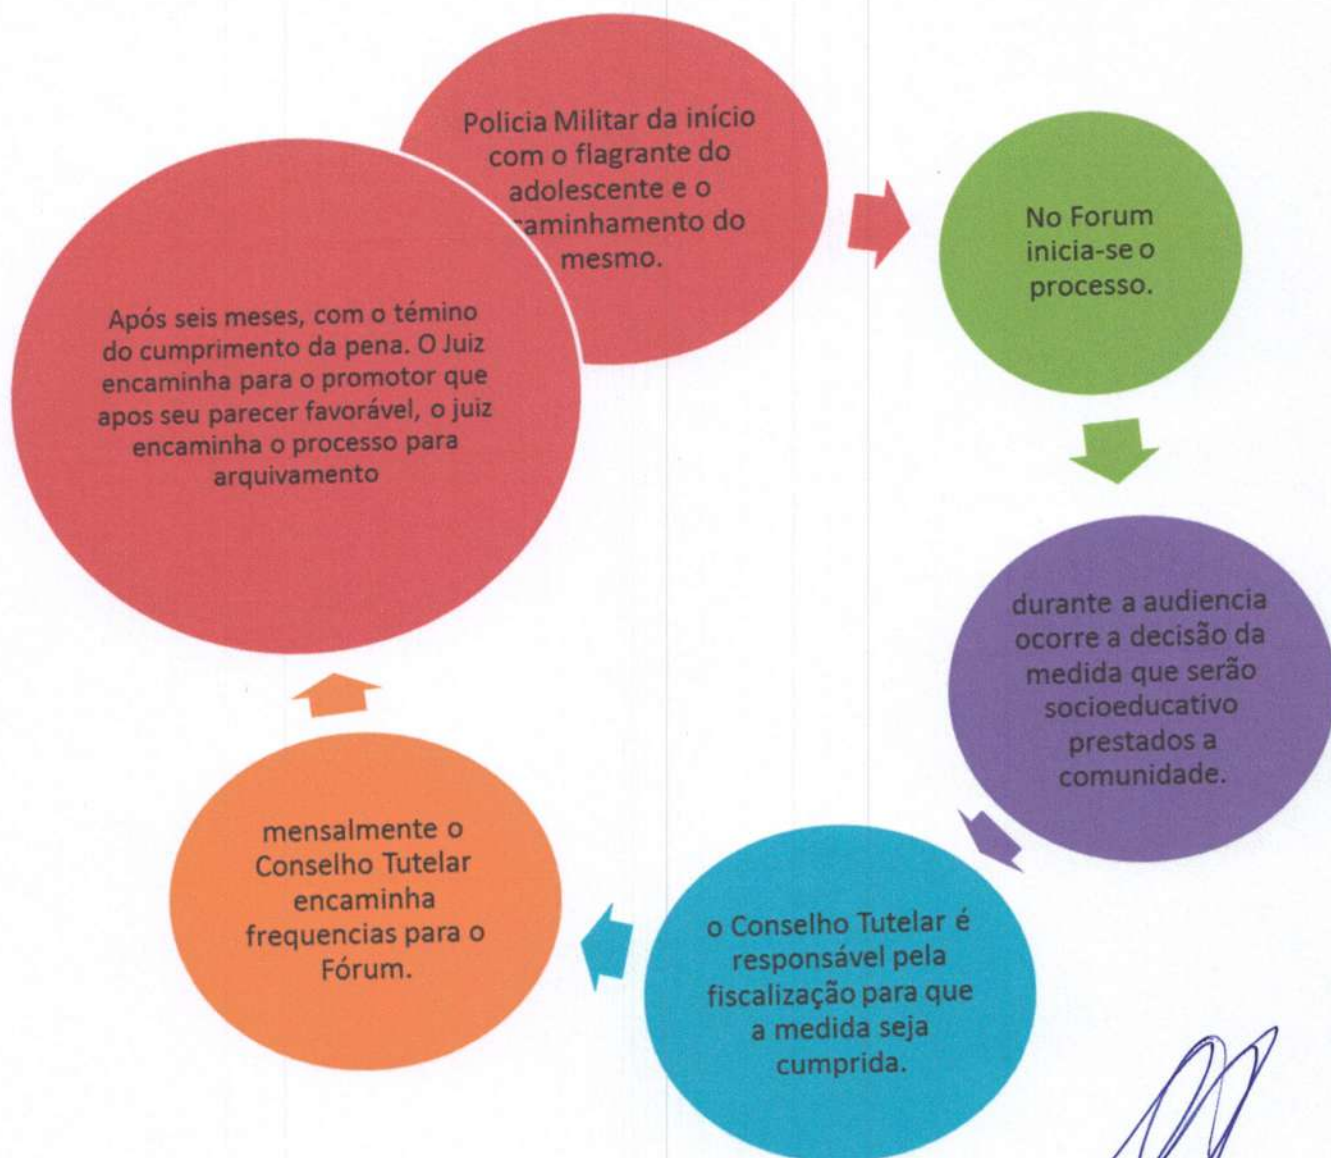 Policia Militar da início
com o flagrante do
adolescente e o
caminhamento do
mesmo.
No Forum
inicia-se o
processo.
durante a audiencia
ocorre a decisão da
medida que serão
socioeducativo
prestados a
comunidade.
o Conselho Tutelar é
responsável pela
fiscalização para que
a medida seja
cumprida.
mensalmente o
Conselho Tutelar
encaminha
frequencias para o
Fórum.
Após seis meses, com o témino
do cumprimento da pena. O Juiz
encaminha para o promotor que
apos seu parecer favorável, o juiz
encaminha o processo para
arquivamento